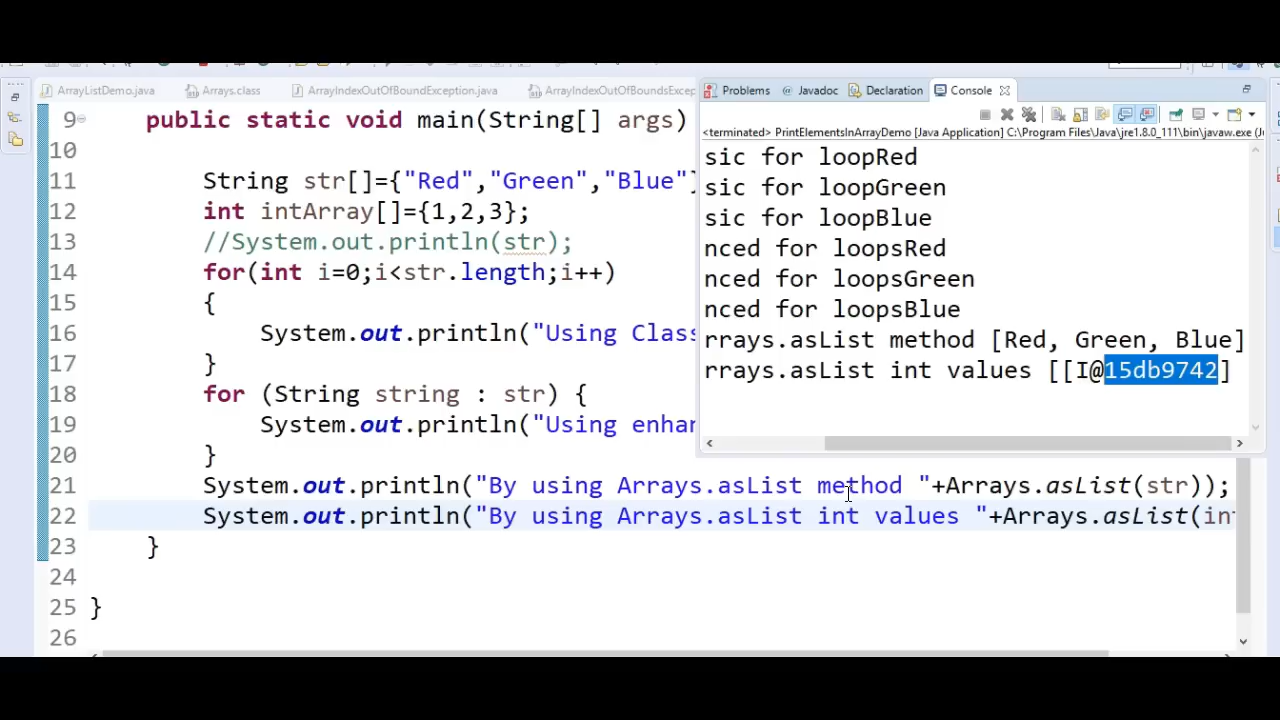 ArrayListDemo.java
Arrays.class
ArrayIndexOutOfBoundException.java
ArrayIndexOutOfBoundsExcep
Problems
@ Javadoc
Declaration
Console
<terminated> PrintElementsInArrayDemo [Java Application] C:\Program Files\Java\jre1.8.0_111\bin\javaw.exe (J
sic for loopRed
sic for loopGreen
sic for loopBlue
nced for loopsRed
nced for loopsGreen
nced for loopsBlue
rrays.asList method [Red, Green, Blue]
rrays.asList int values [[I@15db9742]
9 public static void main(String[] args)
10
11 String str[]={"Red","Green","Blue"}
12 int intArray[]={1,2,3};
13 //System.out.println(str);
14 for(int i=0;i<str.length;i++)
15 {
16 System.out.println("Using Clas
17 }
18 for (String string : str) {
19 System.out.println("Using enhan
20 }
21 System.out.println("By using Arrays.asList method "+Arrays.asList(str));
22 System.out.println("By using Arrays.asList int values "+Arrays.asList(int
23 }
24
25 }
26